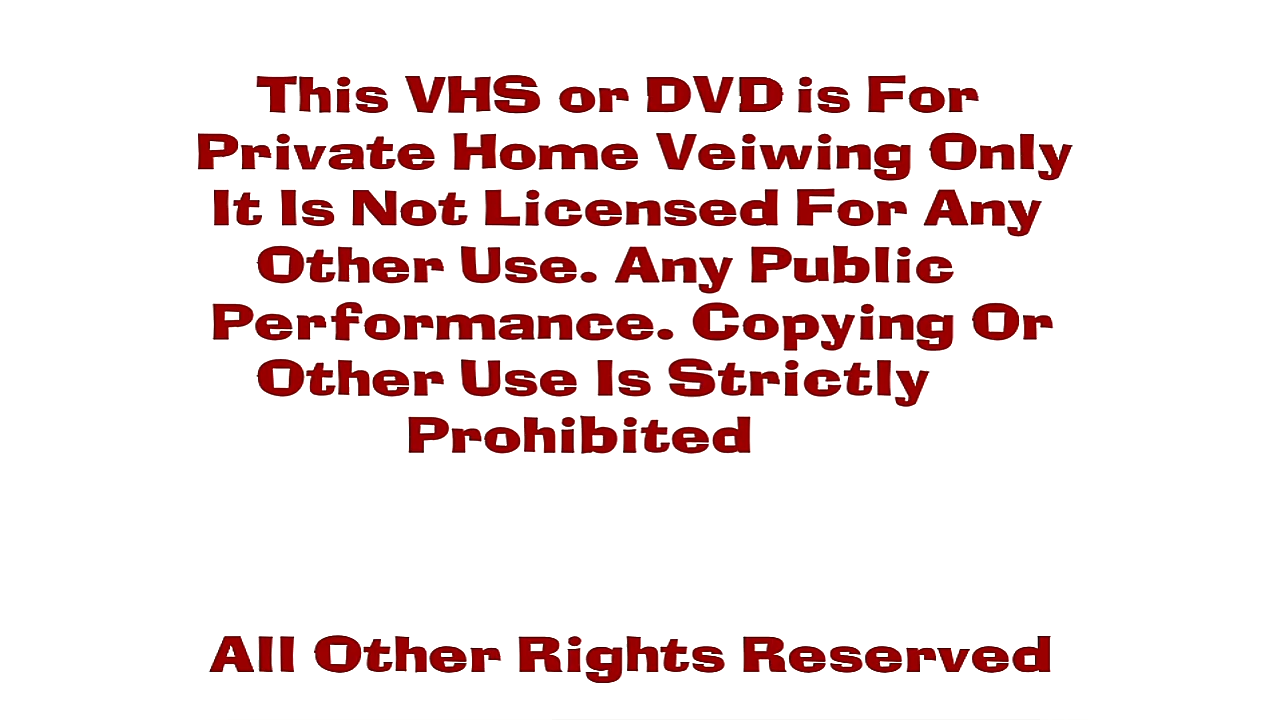 This VHS or DVD is For
Private Home Veiwing Only
It Is Not Licensed For Any
Other Use. Any Public
Performance. Copying Or
Other Use Is Strictly
Prohibited
All Other Rights Reserved